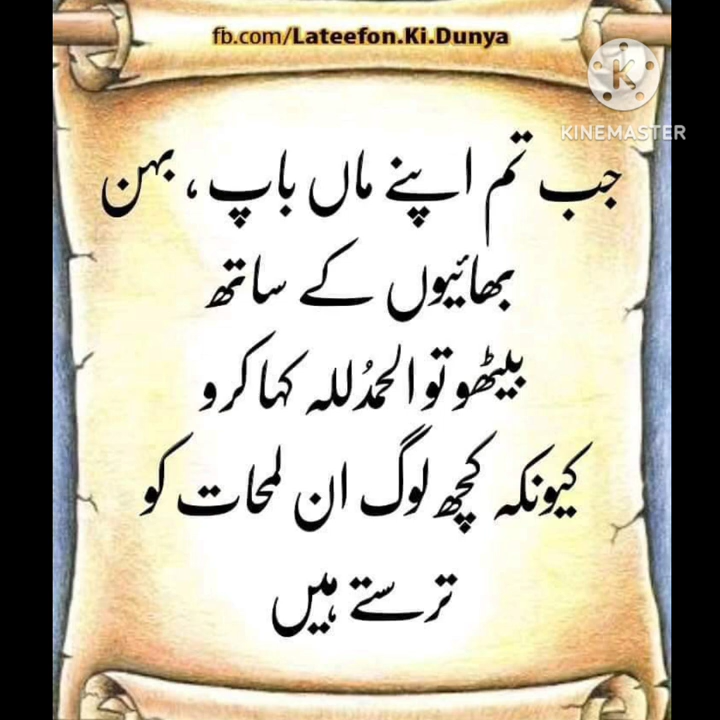 fb.com/Lateefon.Ki.Dunya
KINEMASTER
جب تم اپنے ماں باپ، بہن
بھائیوں کے ساتھ
بیٹھو تو الحمدُللہ کہا کرو
کیونکہ کچھ لوگ ان لمحات کو
ترستے ہیں